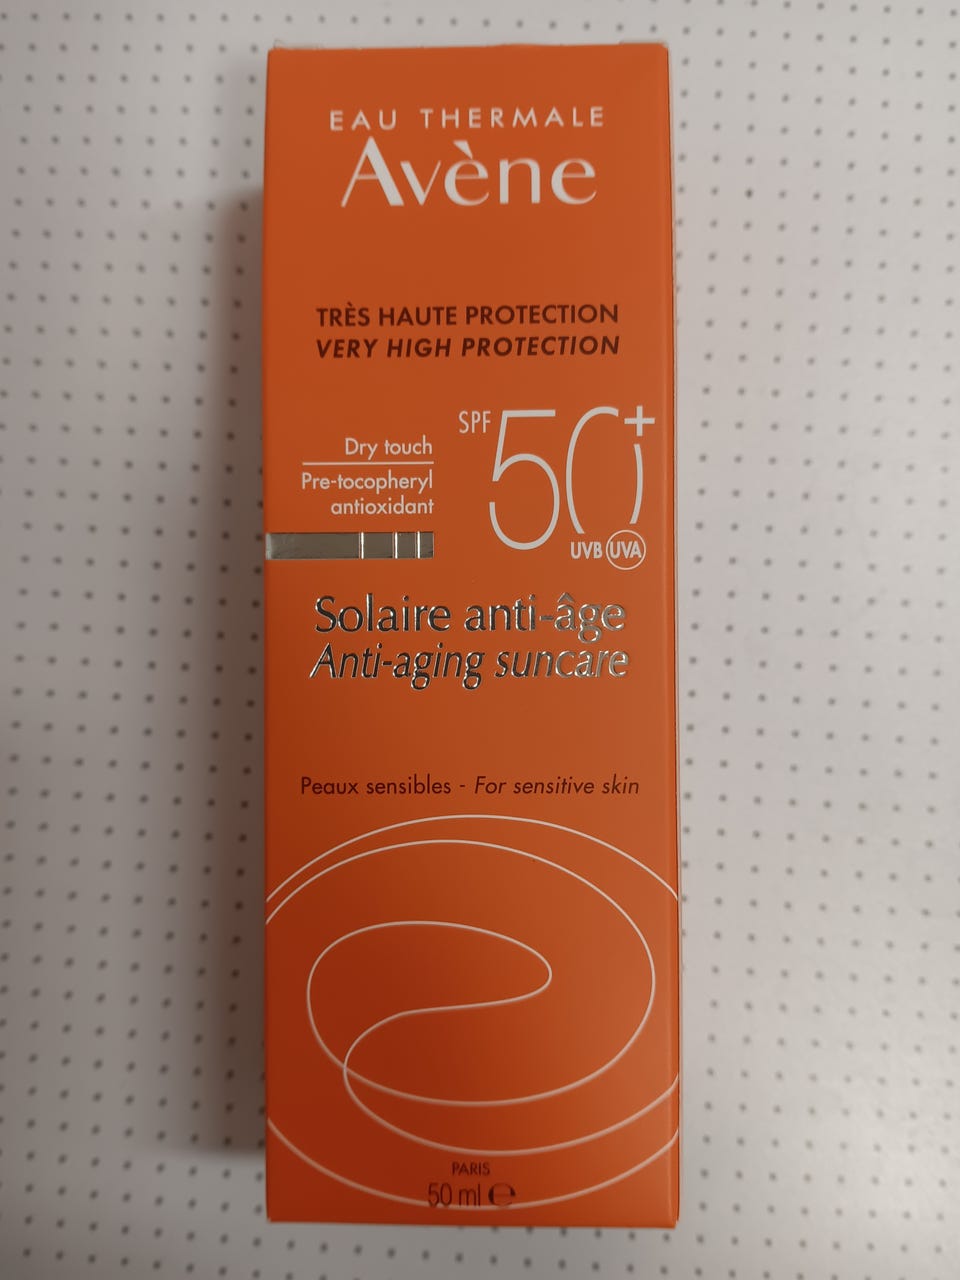 EAU THERMALE
Avène
TRÈS HAUTE PROTECTION
VERY HIGH PROTECTION
SPF 50+
Dry touch
Pre-tocopheryl
antioxidant
UVB UVA
Solaire anti-âge
Anti-aging suncare
Peaux sensibles - For sensitive skin
PARIS
50 ml ℮